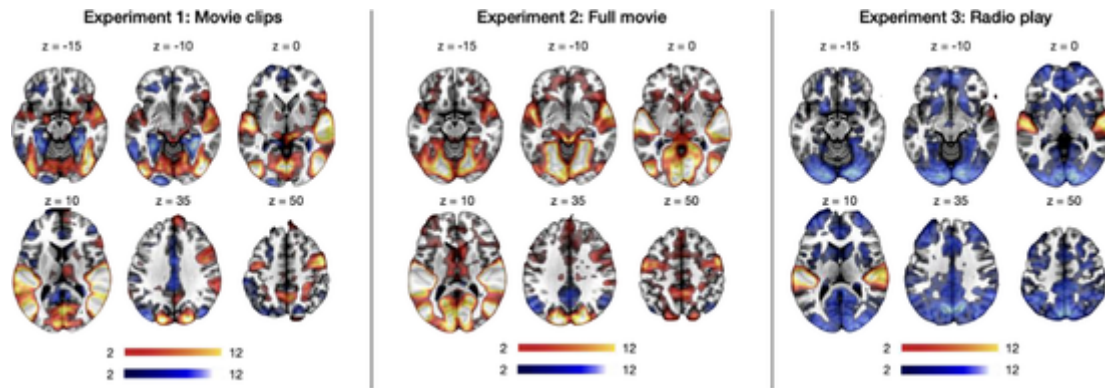 Experiment 1: Movie clips
z = -15 z = -10 z = 0
z = 10 z = 35 z = 50
2 12
2 12
Experiment 2: Full movie
z = -15 z = -10 z = 0
z = 10 z = 35 z = 50
2 12
2 12
Experiment 3: Radio play
z = -15 z = -10 z = 0
z = 10 z = 35 z = 50
2 12
2 12